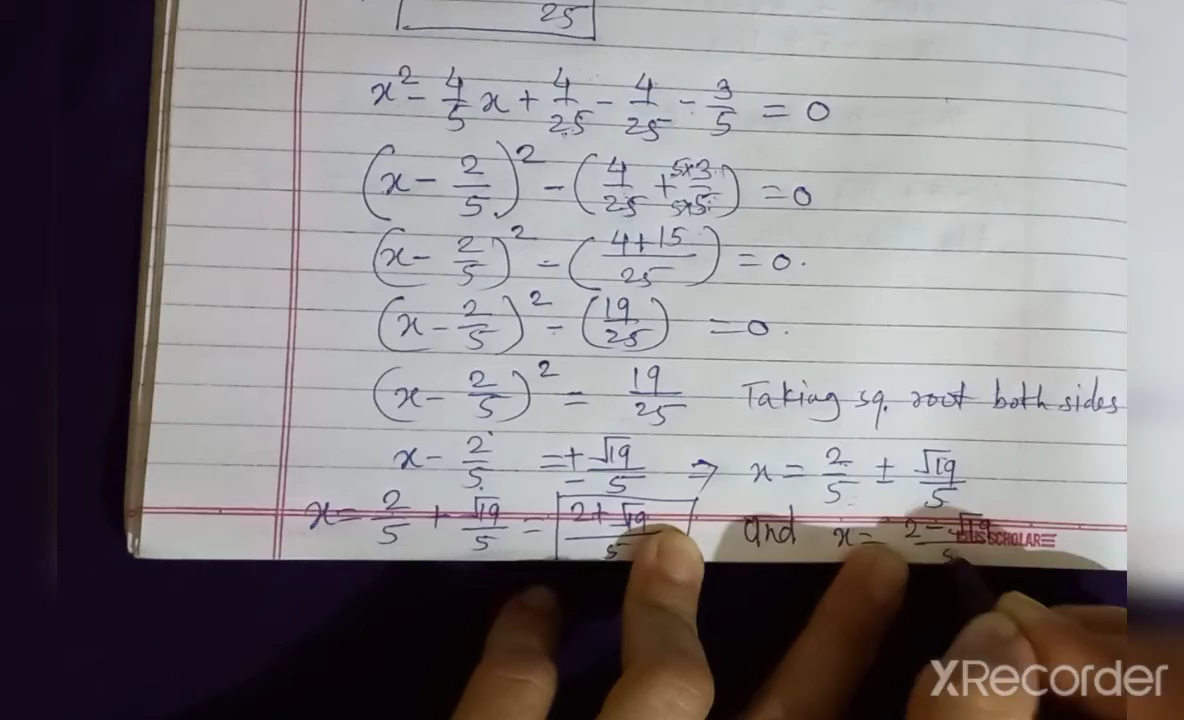 25
x² - 4/5 x + 4/25 - 4/25 - 3/5 = 0
(x - 2/5)² - (4/25 + 5×3/5×5) = 0
(x - 2/5)² - (4+15/25) = 0.
(x - 2/5)² - (19/25) = 0.
(x - 2/5)² = 19/25 Taking sq. root both sides
x - 2/5 = ± √19/5 ⇒ x = 2/5 ± √19/5
x = 2/5 + √19/5 = 2+√19/5 and x = 2-√19/5
SCHOLAR
XRecorder